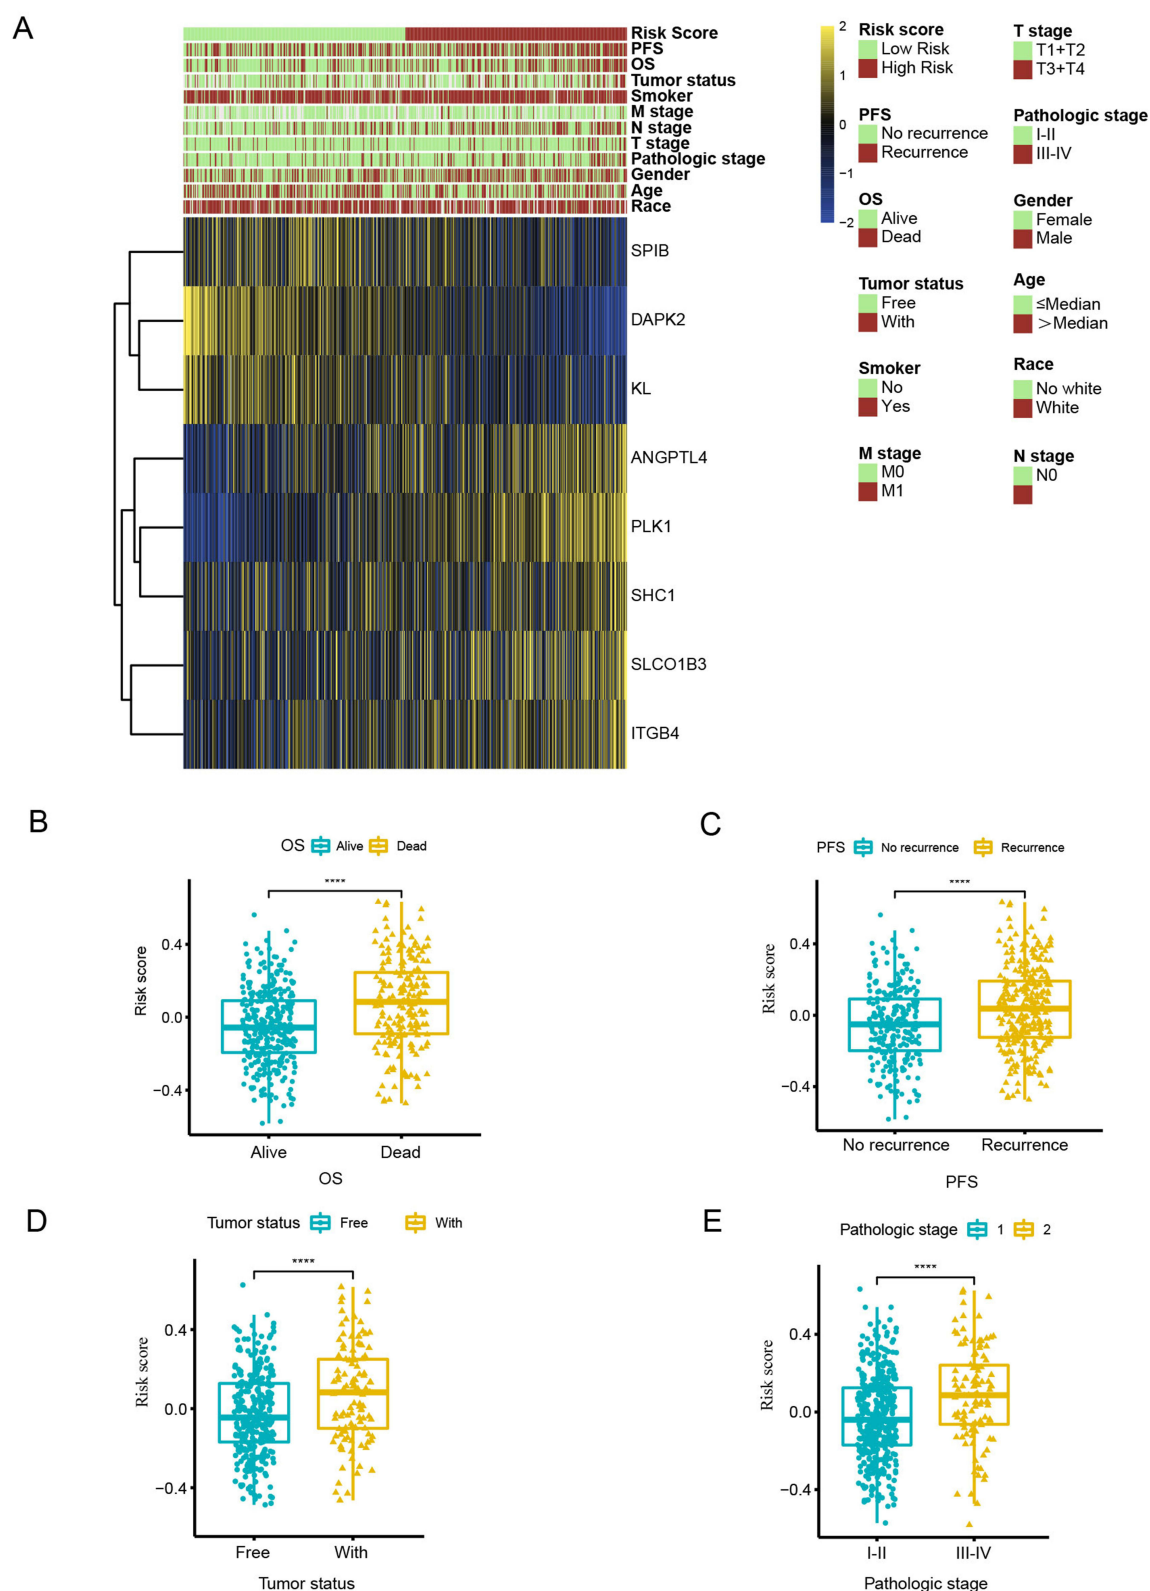 A
Risk Score
PFS
OS
Tumor status
Smoker
M stage
N stage
T stage
Pathologic stage
Gender
Age
Race
SPIB
DAPK2
KL
ANGPTL4
PLK1
SHC1
SLCO1B3
ITGB4
2
1
0
−1
−2
Risk score
Low Risk
High Risk
PFS
No recurrence
Recurrence
OS
Alive
Dead
Tumor status
Free
With
Smoker
No
Yes
M stage
M0
M1
T stage
T1+T2
T3+T4
Pathologic stage
I-II
III-IV
Gender
Female
Male
Age
≤Median
>Median
Race
No white
White
N stage
N0
B
OS Alive Dead
****
Risk score
0.4
0.0
−0.4
Alive Dead
OS
C
PFS No recurrence Recurrence
****
Risk score
0.4
0.0
−0.4
No recurrence Recurrence
PFS
D
Tumor status Free With
****
Risk score
0.4
0.0
−0.4
Free With
Tumor status
E
Pathologic stage 1 2
****
Risk score
0.4
0.0
−0.4
I-II III-IV
Pathologic stage